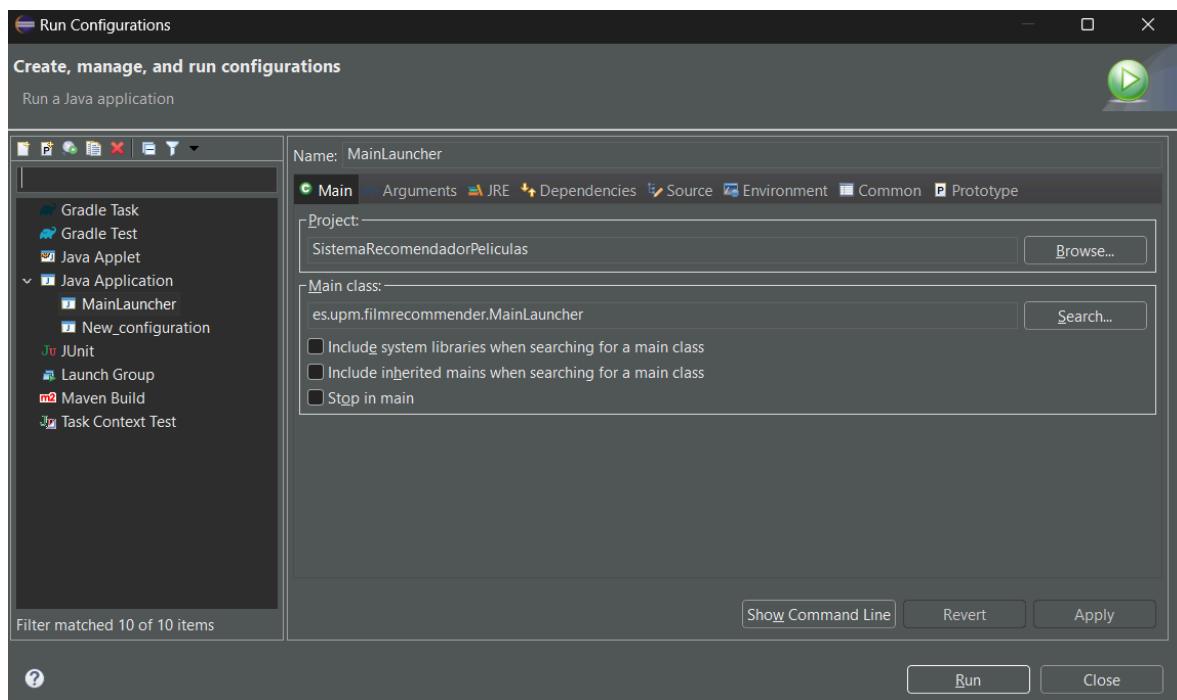 Run Configurations
Create, manage, and run configurations
Run a Java application
Gradle Task
Gradle Test
Java Applet
Java Application
MainLauncher
New_configuration
JUnit
Launch Group
Maven Build
Task Context Test
Filter matched 10 of 10 items
Name: MainLauncher
Main Arguments JRE Dependencies Source Environment Common Prototype
Project:
SistemaRecomendadorPeliculas Browse...
Main class:
es.upm.filmrecommender.MainLauncher Search...
Include system libraries when searching for a main class
Include inherited mains when searching for a main class
Stop in main
Show Command Line Revert Apply
Run Close